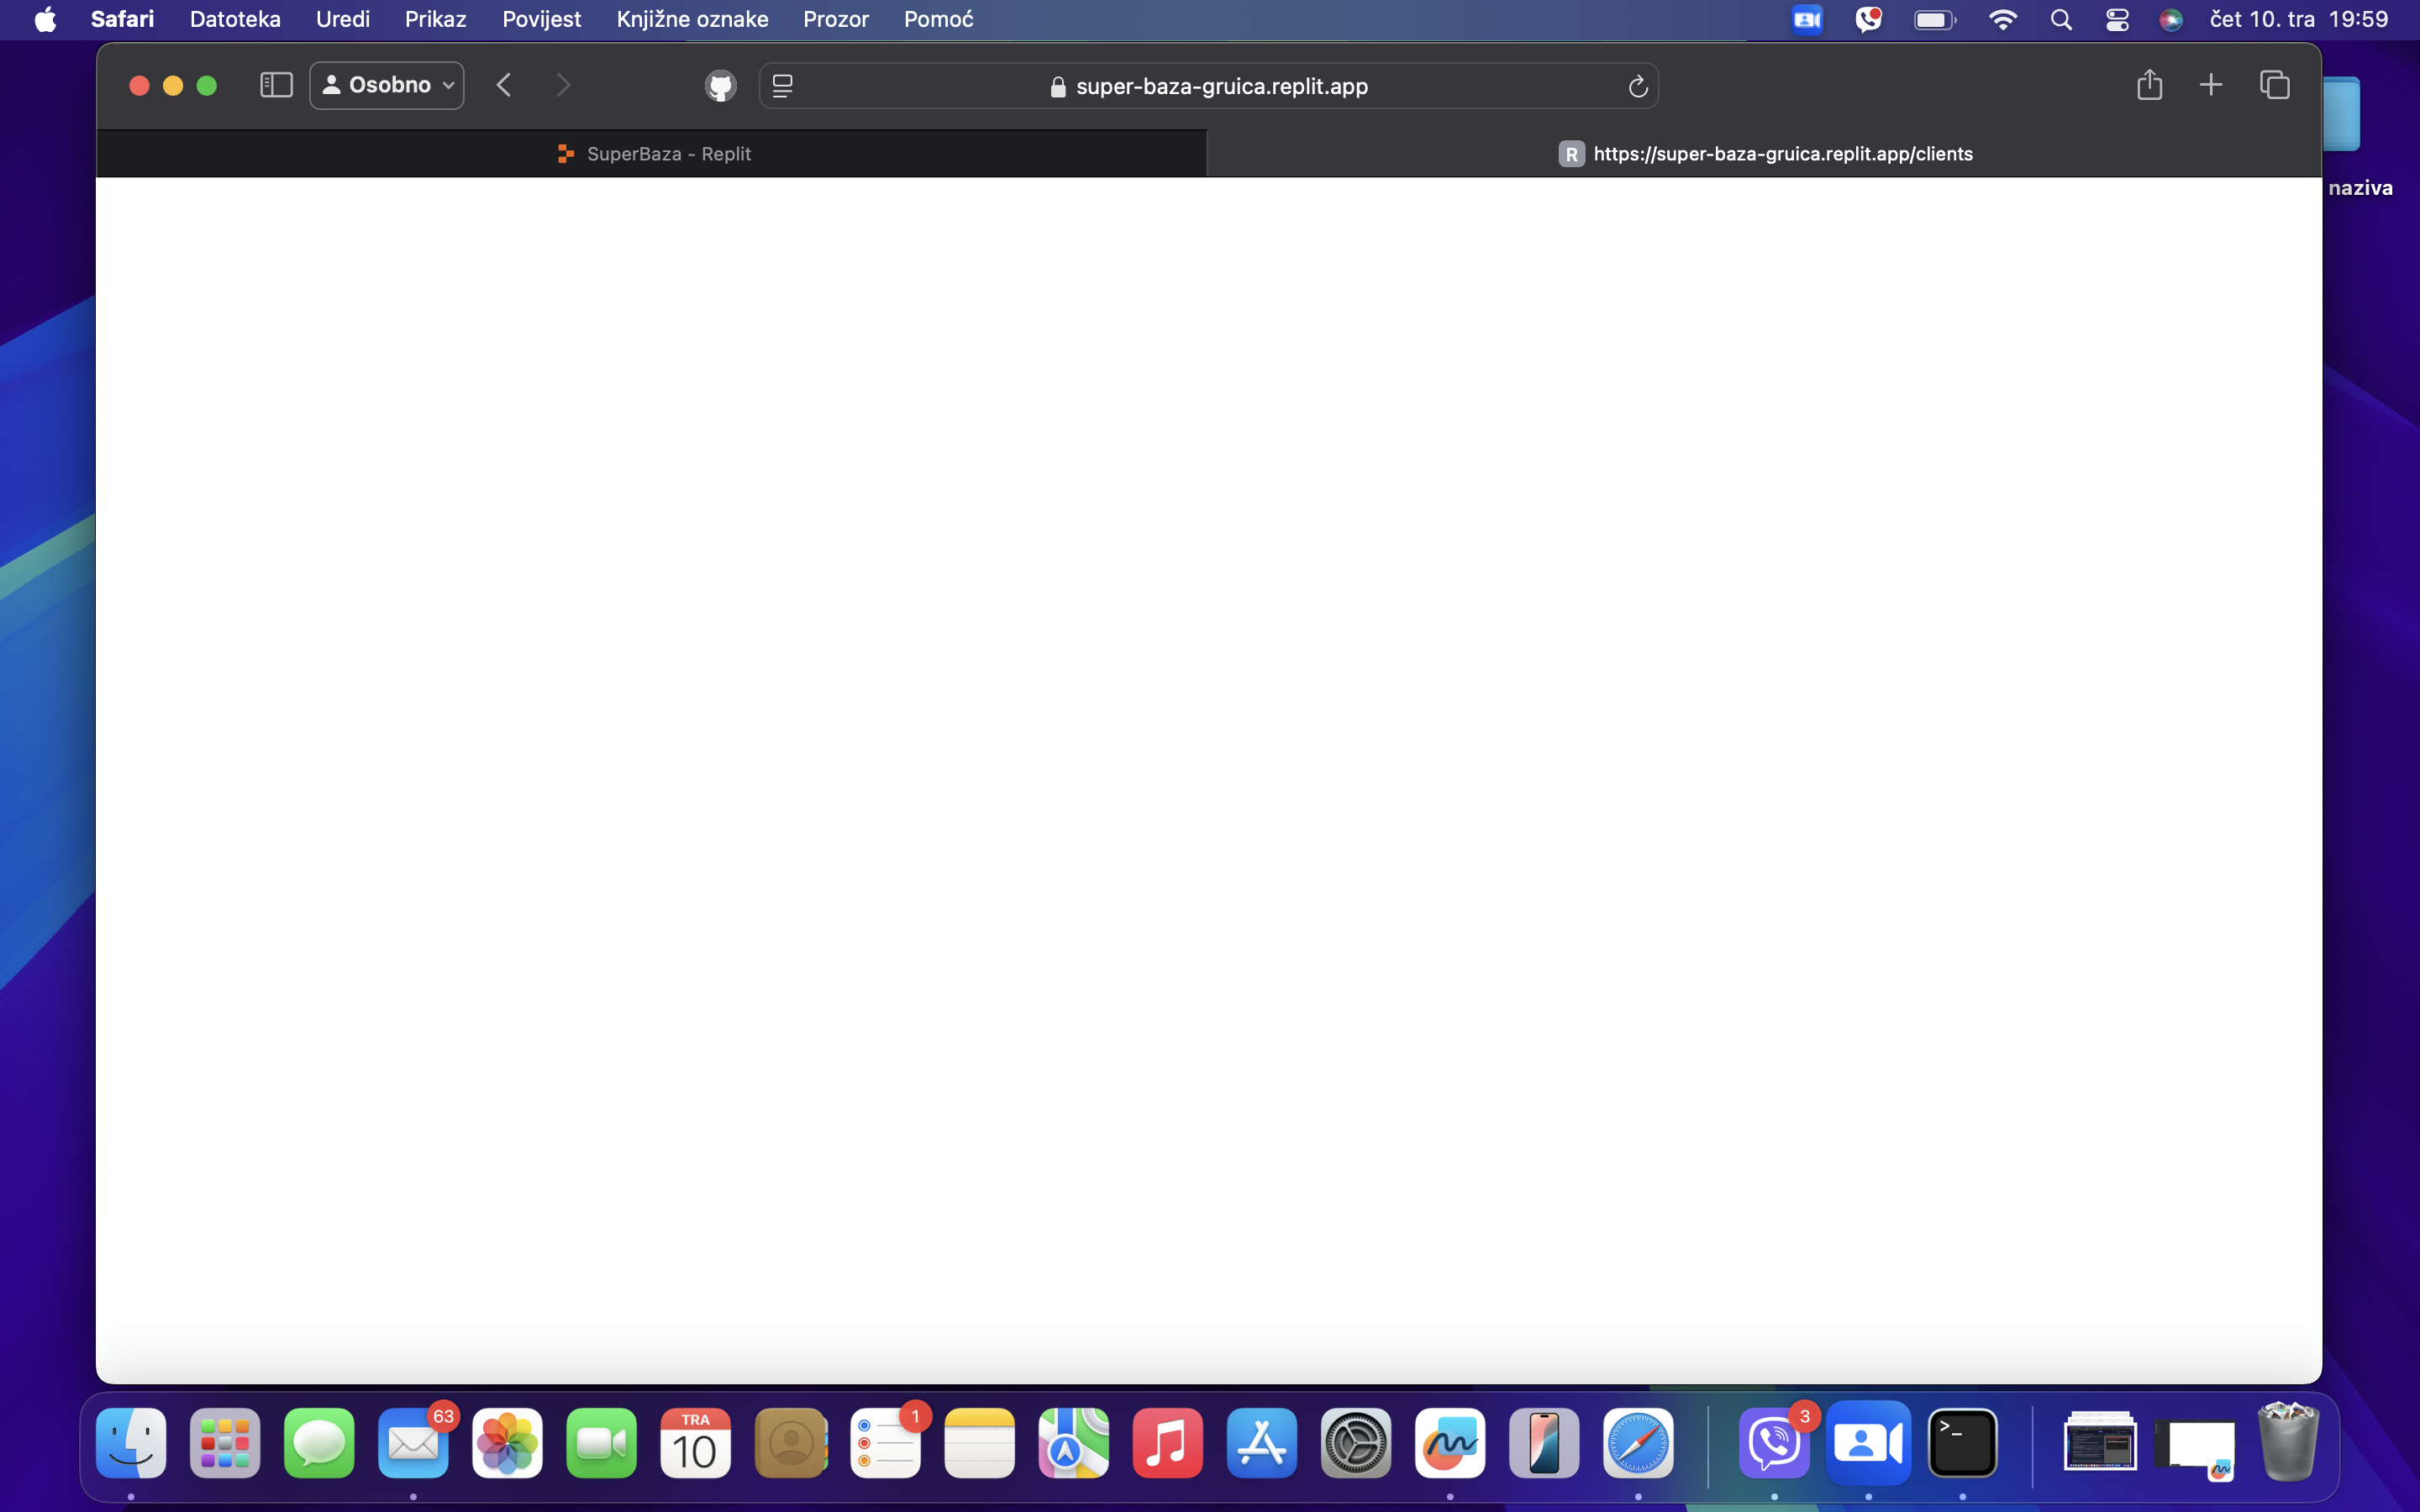 Safari Datoteka Uredi Prikaz Povijest Knjižne oznake Prozor Pomoć čet 10. tra 19:59
Osobno super-baza-gruica.replit.app
SuperBaza - Replit R https://super-baza-gruica.replit.app/clients
naziva
63 TRA 1 3
10 >_